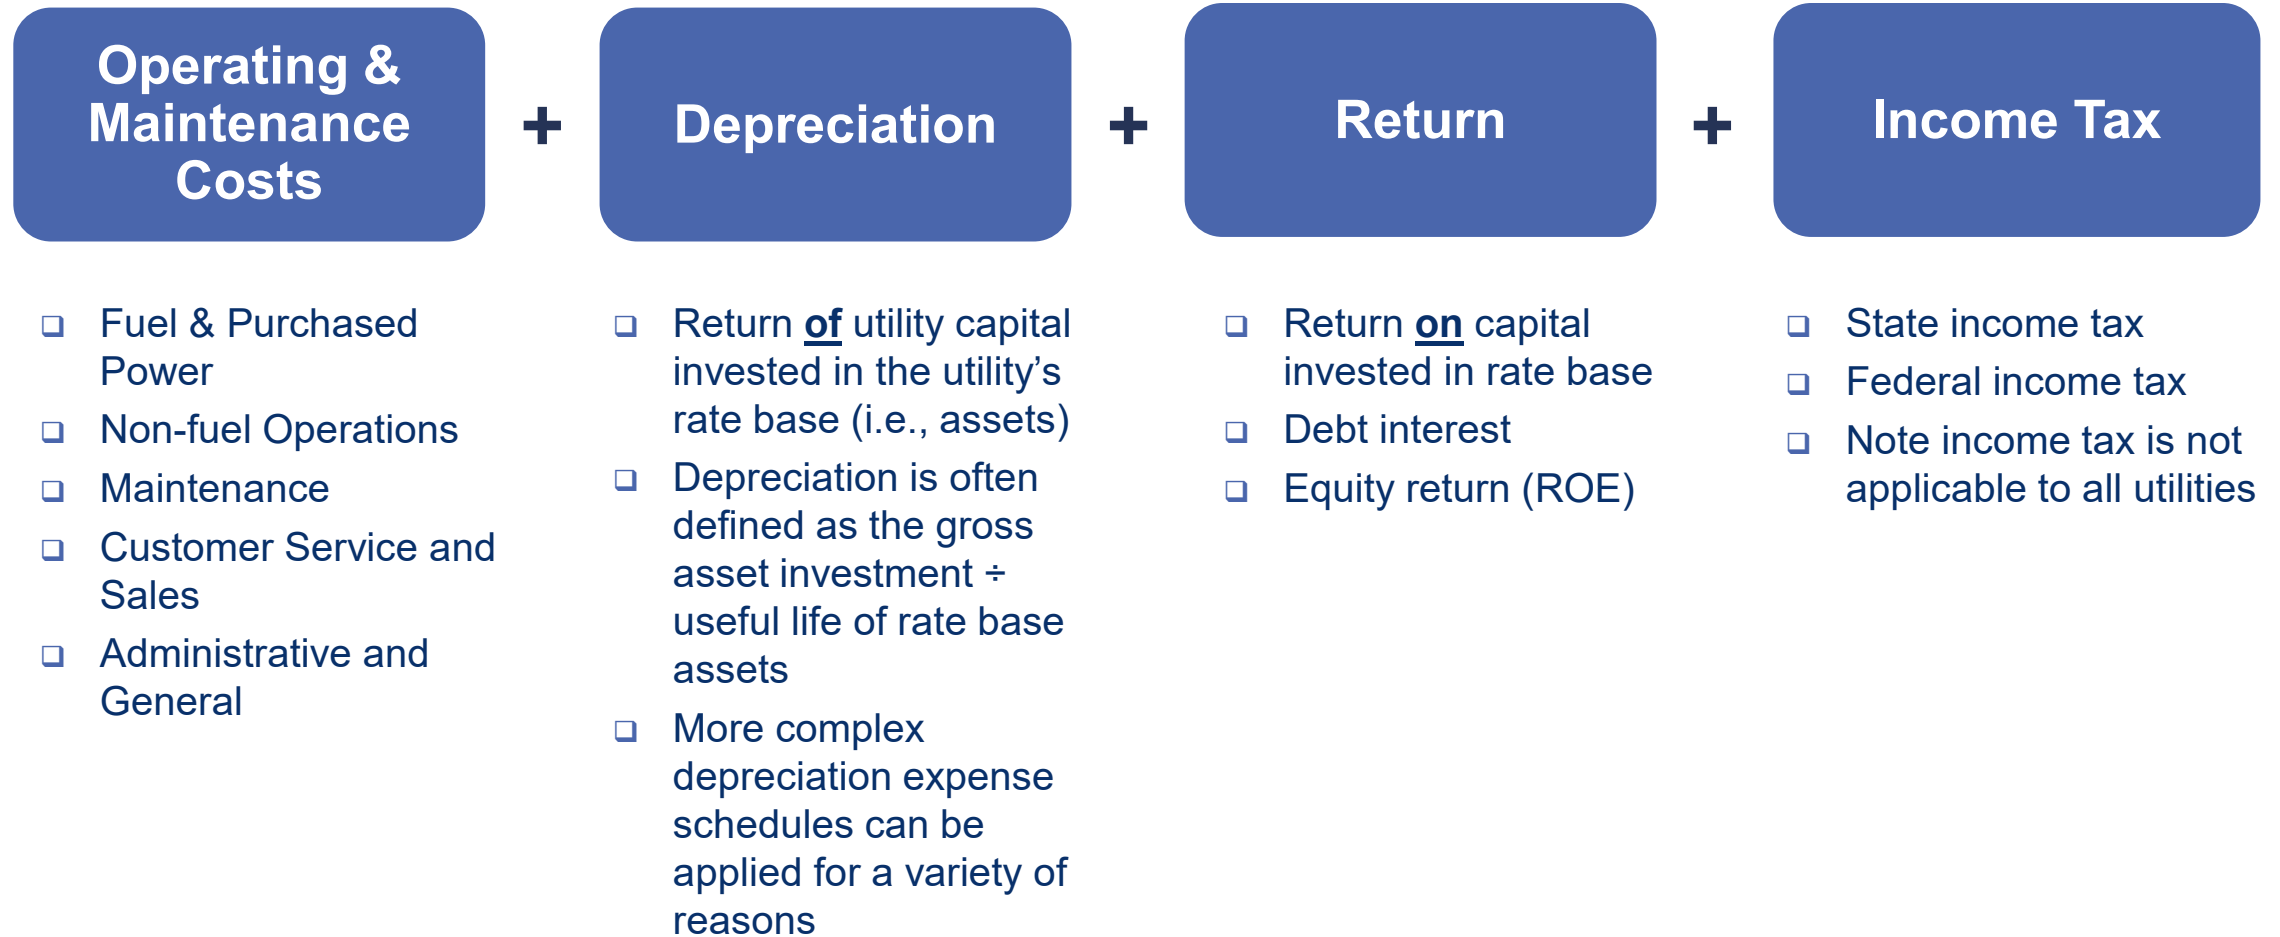 Operating &
Maintenance
Costs
+
Depreciation
+
Return
+
Income Tax
❑ Fuel & Purchased
Power
❑ Non-fuel Operations
❑ Maintenance
❑ Customer Service and
Sales
❑ Administrative and
General
❑ Return of utility capital
invested in the utility’s
rate base (i.e., assets)
❑ Depreciation is often
defined as the gross
asset investment ÷
useful life of rate base
assets
❑ More complex
depreciation expense
schedules can be
applied for a variety of
reasons
❑ Return on capital
invested in rate base
❑ Debt interest
❑ Equity return (ROE)
❑ State income tax
❑ Federal income tax
❑ Note income tax is not
applicable to all utilities